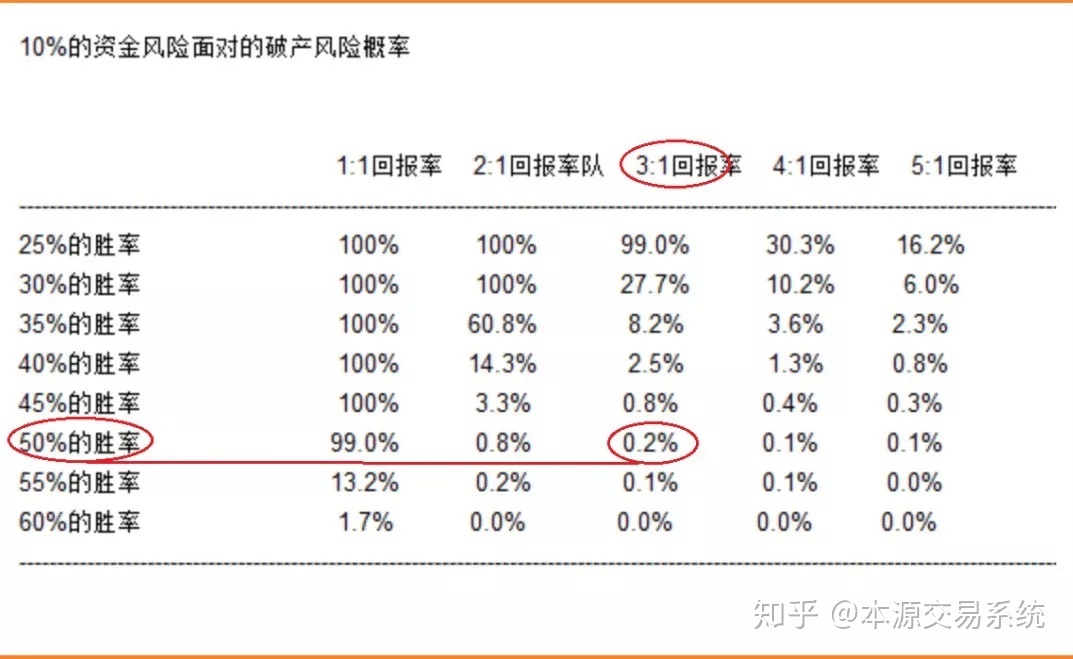 10%的资金风险面对的破产风险概率
1:1回报率 2:1回报率队 3:1回报率 4:1回报率 5:1回报率
25%的胜率 100% 100% 99.0% 30.3% 16.2%
30%的胜率 100% 100% 27.7% 10.2% 6.0%
35%的胜率 100% 60.8% 8.2% 3.6% 2.3%
40%的胜率 100% 14.3% 2.5% 1.3% 0.8%
45%的胜率 100% 3.3% 0.8% 0.4% 0.3%
50%的胜率 99.0% 0.8% 0.2% 0.1% 0.1%
55%的胜率 13.2% 0.2% 0.1% 0.1% 0.0%
60%的胜率 1.7% 0.0% 0.0% 0.0% 0.0%
知乎 @本源交易系统